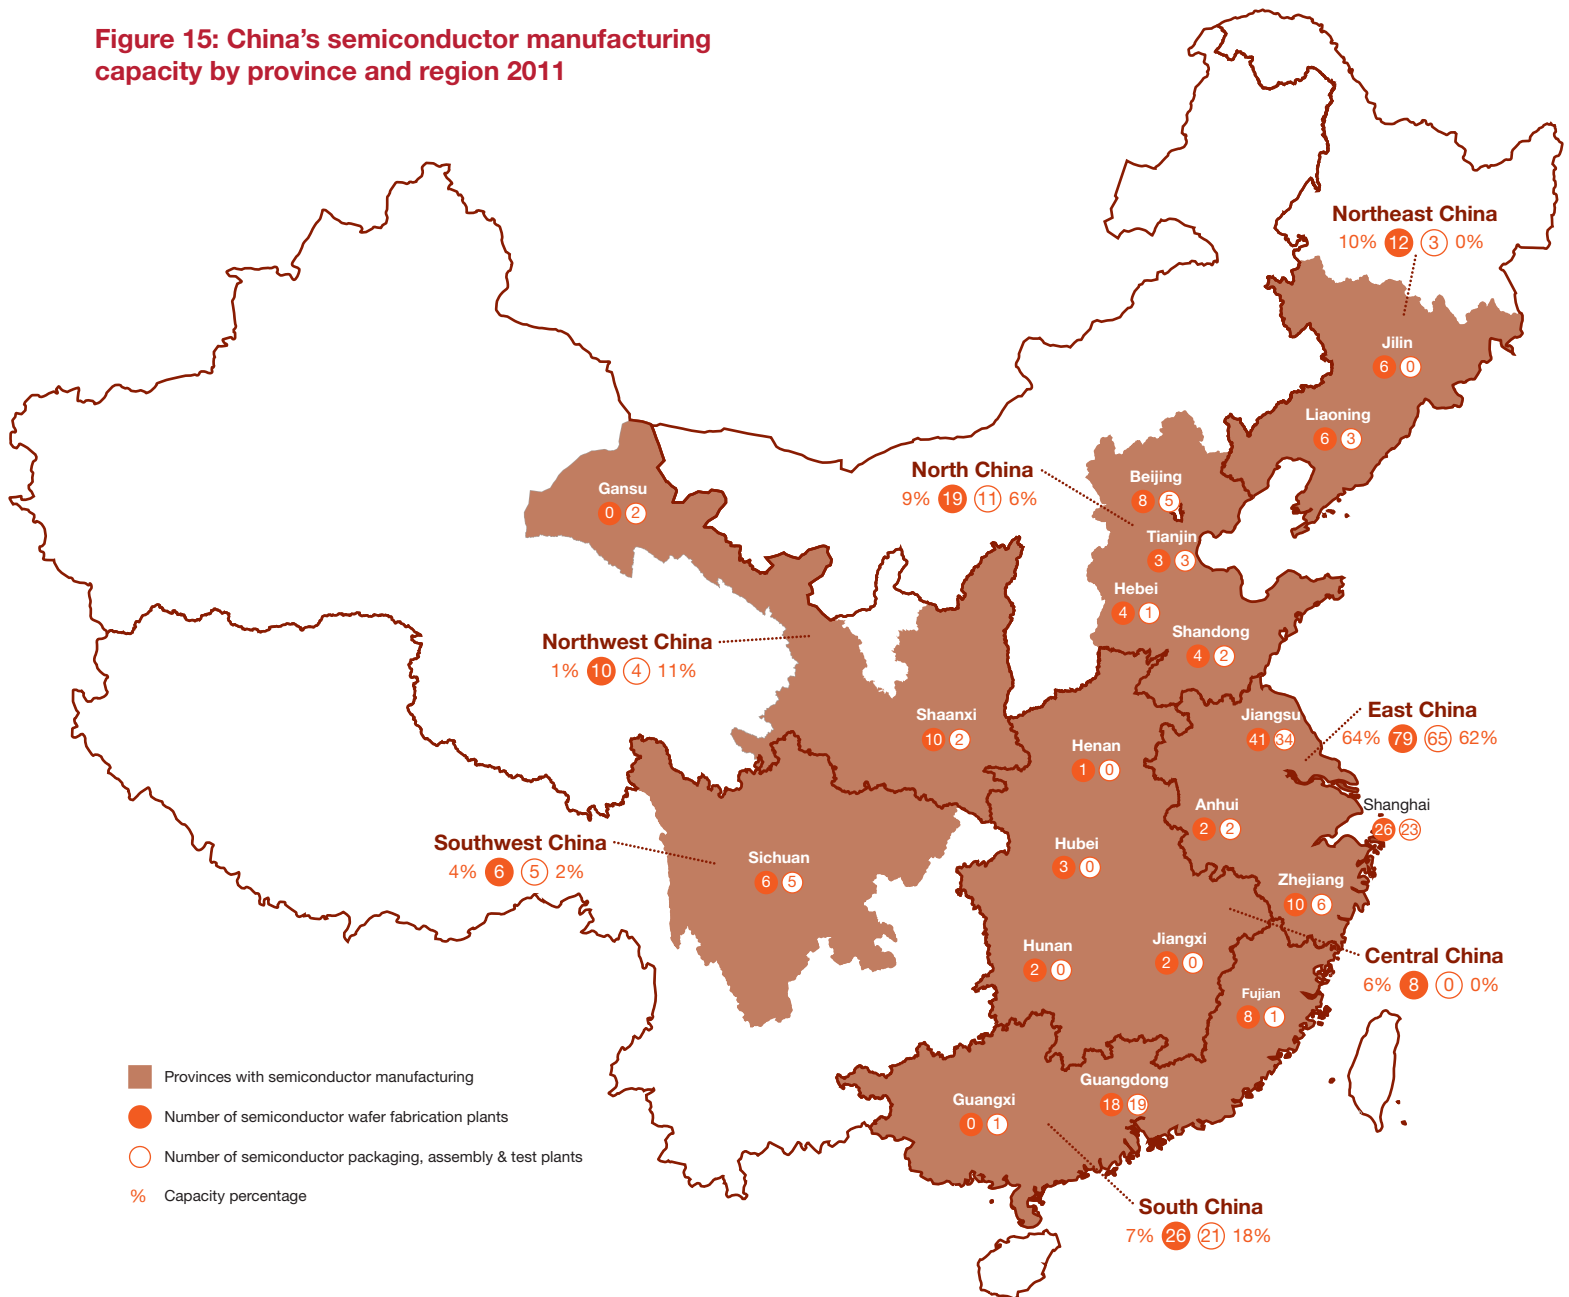 Figure 15: China’s semiconductor manufacturing
capacity by province and region 2011
Northeast China
10% 12 3 0%
Jilin
6 0
Liaoning
6 3
North China
9% 19 11 6%
Beijing
8 5
Tianjin
3 3
Hebei
4 1
Shandong
4 2
Gansu
0 2
Northwest China
1% 10 4 11%
Shaanxi
10 2
Henan
1 0
Jiangsu
41 34
East China
64% 79 65 62%
Anhui
2 2
Shanghai
26 23
Southwest China
4% 6 5 2%
Sichuan
6 5
Hubei
3 0
Zhejiang
10 6
Hunan
2 0
Jiangxi
2 0
Central China
6% 8 0 0%
Fujian
8 1
Guangxi
0 1
Guangdong
18 19
South China
7% 26 21 18%
Provinces with semiconductor manufacturing
Number of semiconductor wafer fabrication plants
Number of semiconductor packaging, assembly & test plants
% Capacity percentage